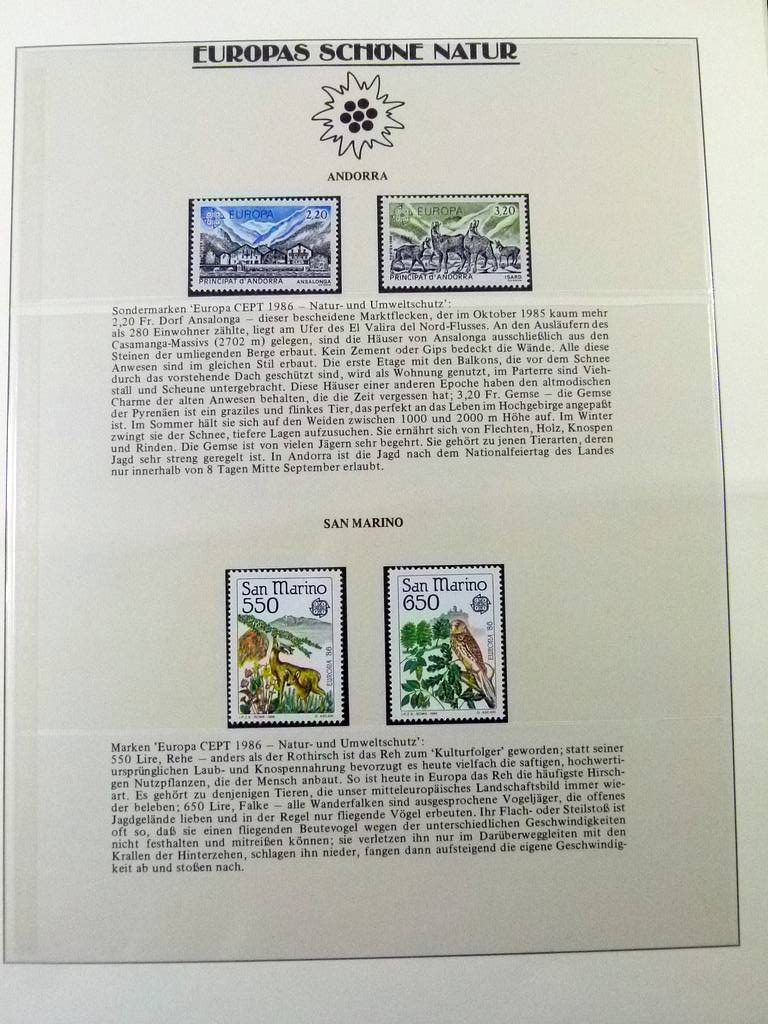 EUROPAS SCHÖNE NATUR
ANDORRA
EUROPA 2,20
PRINCIPAT d'ANDORRA ANSALONGA
EUROPA 3,20
PRINCIPAT d'ANDORRA ISARD
Sondermarken 'Europa CEPT 1986 – Natur- und Umweltschutz':
2,20 Fr. Dorf Ansalonga – dieser bescheidene Marktflecken, der im Oktober 1985 kaum mehr
als 280 Einwohner zählte, liegt am Ufer des El Valira del Nord-Flusses. An den Ausläufern des
Casamanga-Massivs (2702 m) gelegen, sind die Häuser von Ansalonga ausschließlich aus den
Steinen der umliegenden Berge erbaut. Kein Zement oder Gips bedeckt die Wände. Alle diese
Anwesen sind im gleichen Stil erbaut. Die erste Etage mit den Balkons, die vor dem Schnee
durch das vorstehende Dach geschützt sind, wird als Wohnung genutzt, im Parterre sind Vieh-
stall und Scheune untergebracht. Diese Häuser einer anderen Epoche haben den altmodischen
Charme der alten Anwesen behalten, die die Zeit vergessen hat; 3,20 Fr. Gemse – die Gemse
der Pyrenäen ist ein graziles und flinkes Tier, das perfekt an das Leben im Hochgebirge angepaßt
ist. Im Sommer hält sie sich auf den Weiden zwischen 1000 und 2000 m Höhe auf. Im Winter
zwingt sie der Schnee, tiefere Lagen aufzusuchen. Sie ernährt sich von Flechten, Holz, Knospen
und Rinden. Die Gemse ist von vielen Jägern sehr begehrt. Sie gehört zu jenen Tierarten, deren
Jagd sehr streng geregelt ist. In Andorra ist die Jagd nach dem Nationalfeiertag des Landes
nur innerhalb von 8 Tagen Mitte September erlaubt.
SAN MARINO
San Marino
550
EUROPA 86
I.P.Z.S. - ROMA - 1986
San Marino
650
EUROPA 86
I.P.Z.S. - ROMA - 1986
Marken 'Europa CEPT 1986 – Natur- und Umweltschutz':
550 Lire, Rehe – anders als der Rothirsch ist das Reh zum 'Kulturfolger' geworden; statt seiner
ursprünglichen Laub- und Knospennahrung bevorzugt es heute vielfach die saftigen, hochwerti-
gen Nutzpflanzen, die der Mensch anbaut. So ist heute in Europa das Reh die häufigste Hirsch-
art. Es gehört zu denjenigen Tieren, die unser mitteleuropäisches Landschaftsbild immer wie-
der beleben; 650 Lire, Falke – alle Wanderfalken sind ausgesprochene Vogeljäger, die offenes
Jagdgelände lieben und in der Regel nur fliegende Vögel erbeuten. Ihr Flach- oder Steilstoß ist
oft so, daß sie einen fliegenden Beutevogel wegen der unterschiedlichen Geschwindigkeiten
nicht festhalten und mitreißen können; sie verletzen ihn nur im Darüberweggleiten mit den
Krallen der Hinterzehen, schlagen ihn nieder, fangen dann aufsteigend die eigene Geschwindig-
keit ab und stoßen nach.